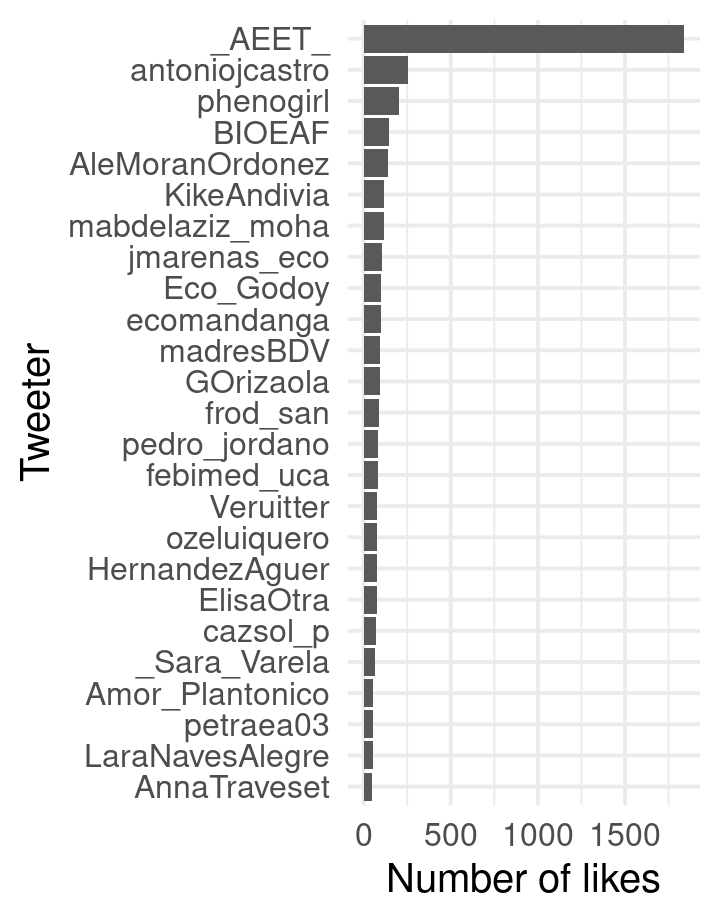 _AEET_
antoniojcastro
phenogirl
BIOEAF
AleMoranOrdonez
KikeAndivia
mabdelaziz_moha
jmarenas_eco
Eco_Godoy
ecomandanga
madresBDV
GOrizaola
frod_san
pedro_jordano
febimed_uca
Veruitter
ozeluiquero
HernandezAguer
ElisaOtra
cazsol_p
_Sara_Varela
Amor_Plantonico
petraea03
LaraNavesAlegre
AnnaTraveset
Tweeter
0 500 1000 1500
Number of likes